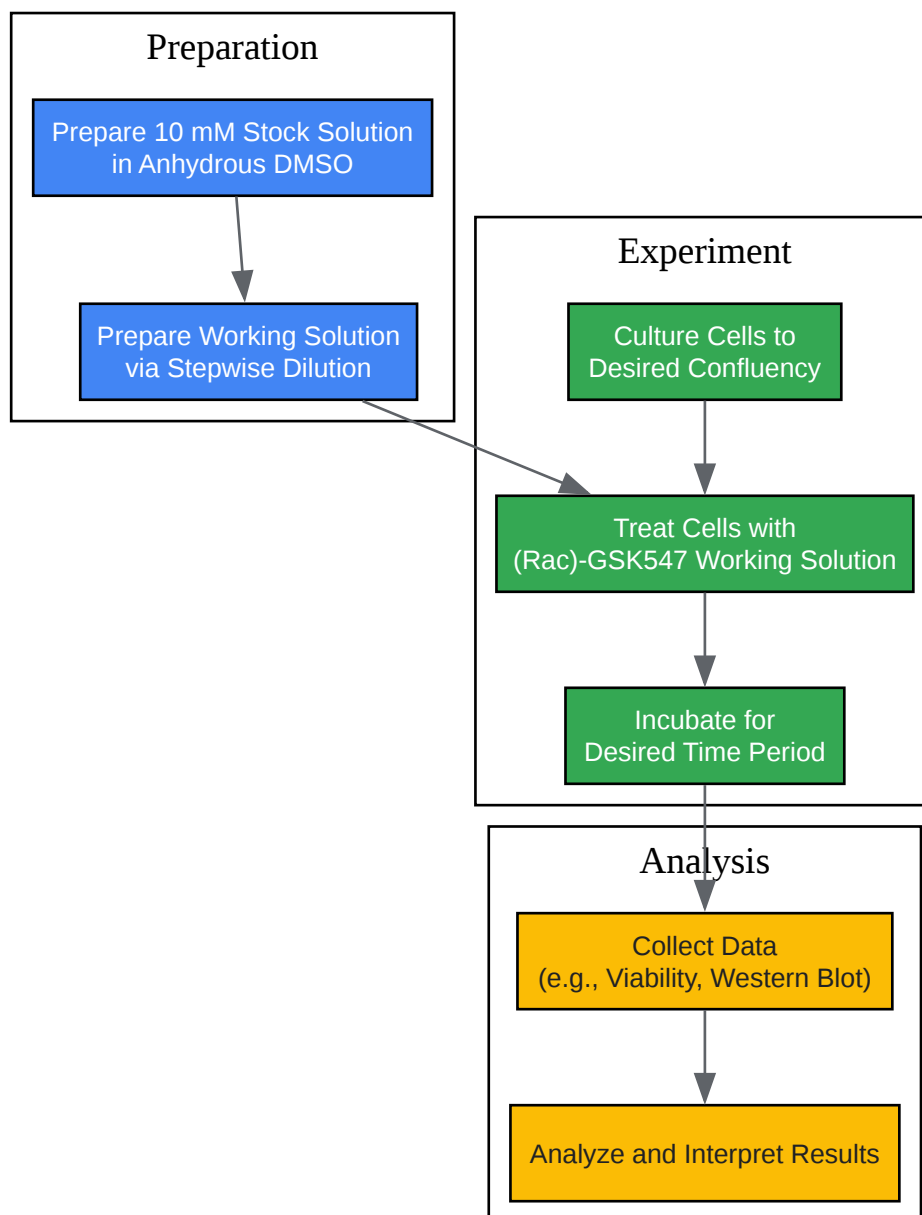 Preparation
Prepare 10 mM Stock Solution
in Anhydrous DMSO
Prepare Working Solution
via Stepwise Dilution
Experiment
Culture Cells to
Desired Confluency
Treat Cells with
(Rac)-GSK547 Working Solution
Incubate for
Desired Time Period
Analysis
Collect Data
(e.g., Viability, Western Blot)
Analyze and Interpret Results